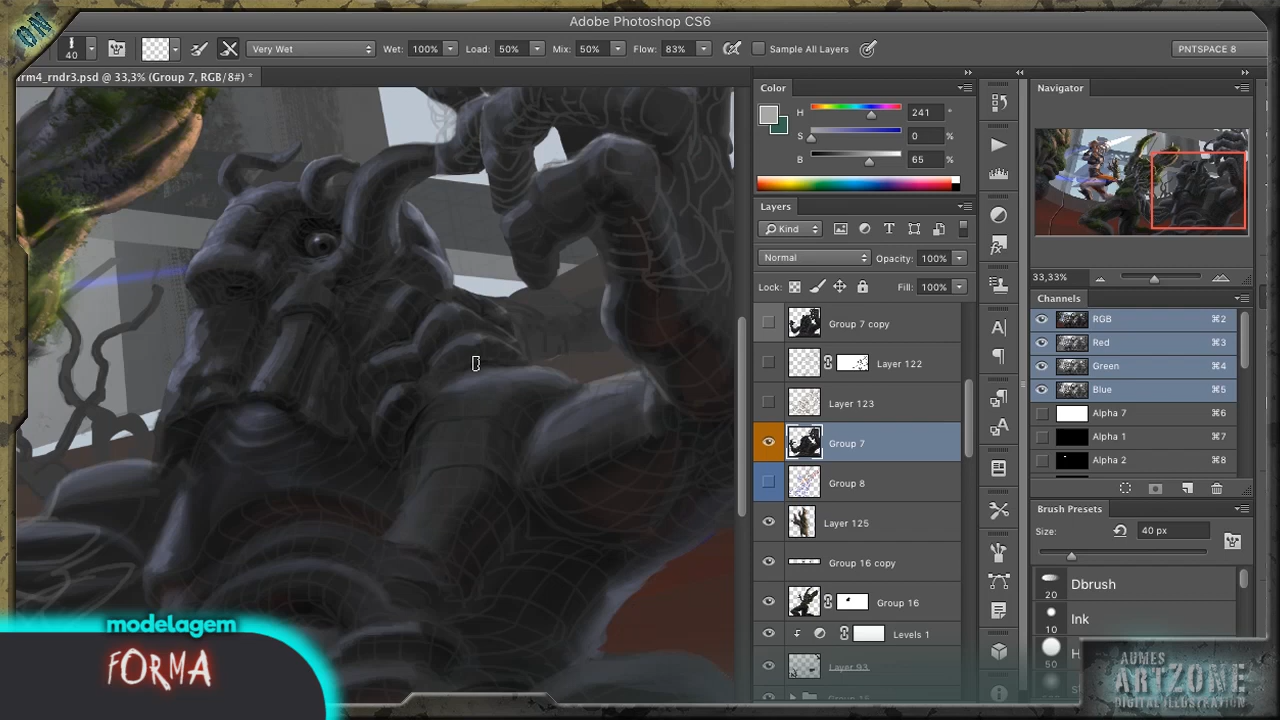 ON
Adobe Photoshop CS6
40
Very Wet
Wet: 100%
Load: 50%
Mix: 50%
Flow: 83%
Sample All Layers
PNTSPACE 8
rm4_rndr3.psd @ 33,3% (Group 7, RGB/8#) *
Color
H 241 °
S 0 %
B 65 %
Layers
Kind
Normal
Opacity: 100%
Lock:
Fill: 100%
Group 7 copy
Layer 122
Layer 123
Group 7
Group 8
Layer 125
Group 16 copy
Group 16
Levels 1
Layer 93
Navigator
33,33%
Channels
RGB ⌘2
Red ⌘3
Green ⌘4
Blue ⌘5
Alpha 7 ⌘6
Alpha 1 ⌘7
Alpha 2 ⌘8
Brush Presets
Size: 40 px
Dbrush
20
Ink
10
H
50
modelagem
FORMA
AUMES
ARTZONE
DIGITAL ILLUSTRATION